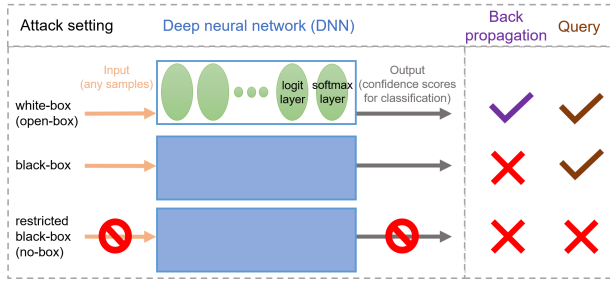 Attack setting
Deep neural network (DNN)
Back
propagation
Query
Input
(any samples)
logit
layer
softmax
layer
Output
(confidence scores
for classification)
white-box
(open-box)
black-box
restricted
black-box
(no-box)